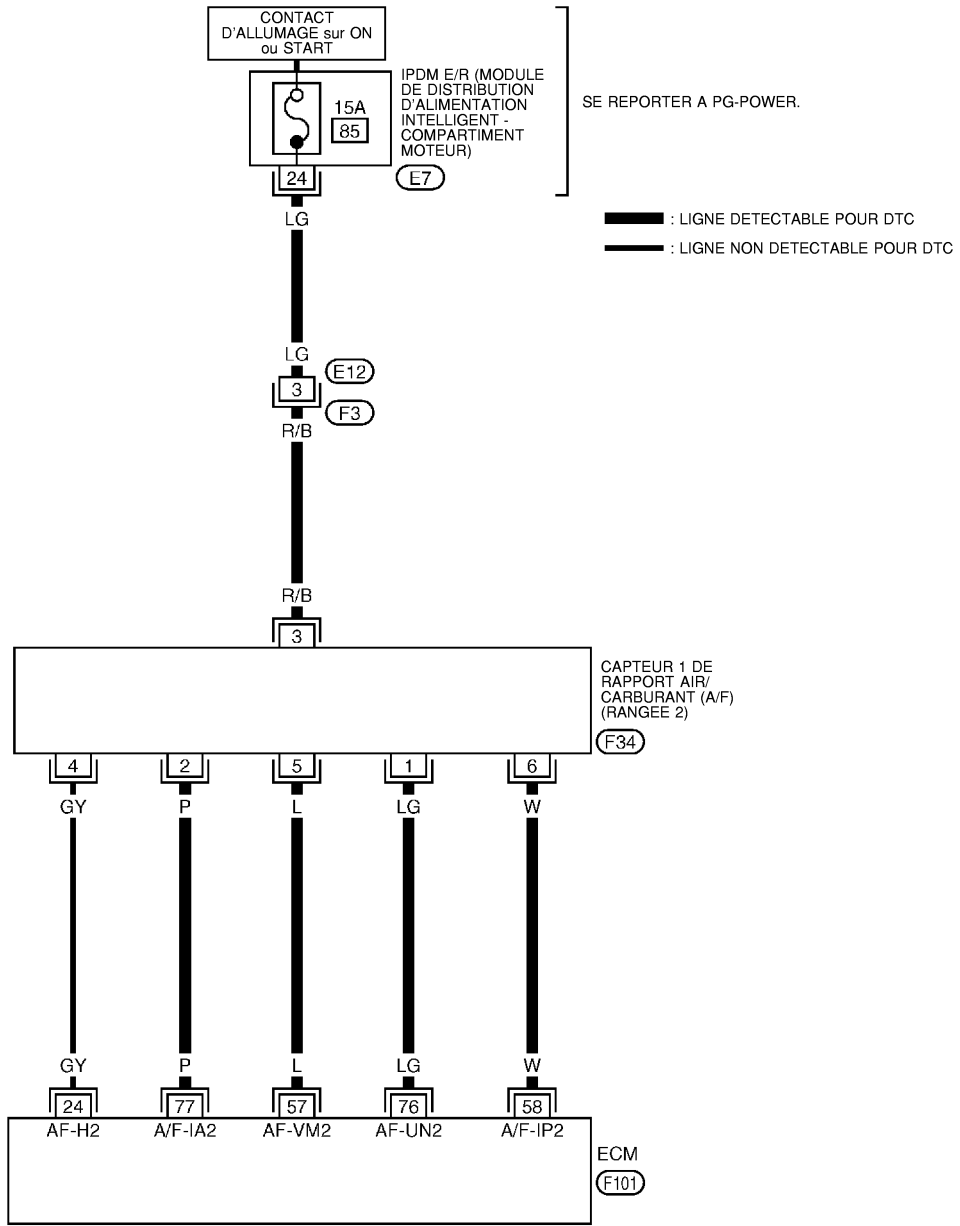 CONTACT
D'ALLUMAGE sur ON
ou START
IPDM E/R (MODULE
DE DISTRIBUTION
D'ALIMENTATION
INTELLIGENT -
COMPARTIMENT
MOTEUR)
15A
85
SE REPORTER A PG-POWER.
24
E7
LG
: LIGNE DETECTABLE POUR DTC
: LIGNE NON DETECTABLE POUR DTC
LG
E12
3
F3
R/B
R/B
3
CAPTEUR 1 DE
RAPPORT AIR/
CARBURANT (A/F)
(RANGEE 2)
F34
4 2 5 1 6
GY P L LG W
GY P L LG W
24 77 57 76 58
AF-H2 A/F-IA2 AF-VM2 AF-UN2 A/F-IP2
ECM
F101